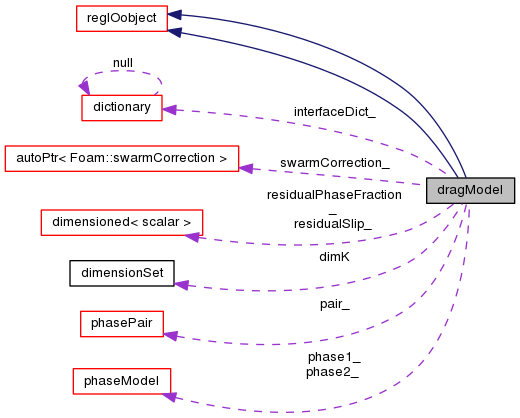 regIOobject
null
dictionary
interfaceDict_
autoPtr< Foam::swarmCorrection >
swarmCorrection_
dragModel
residualPhaseFraction
_
residualSlip_
dimensioned< scalar >
dimK
dimensionSet
pair_
phasePair
phase1_
phase2_
phaseModel